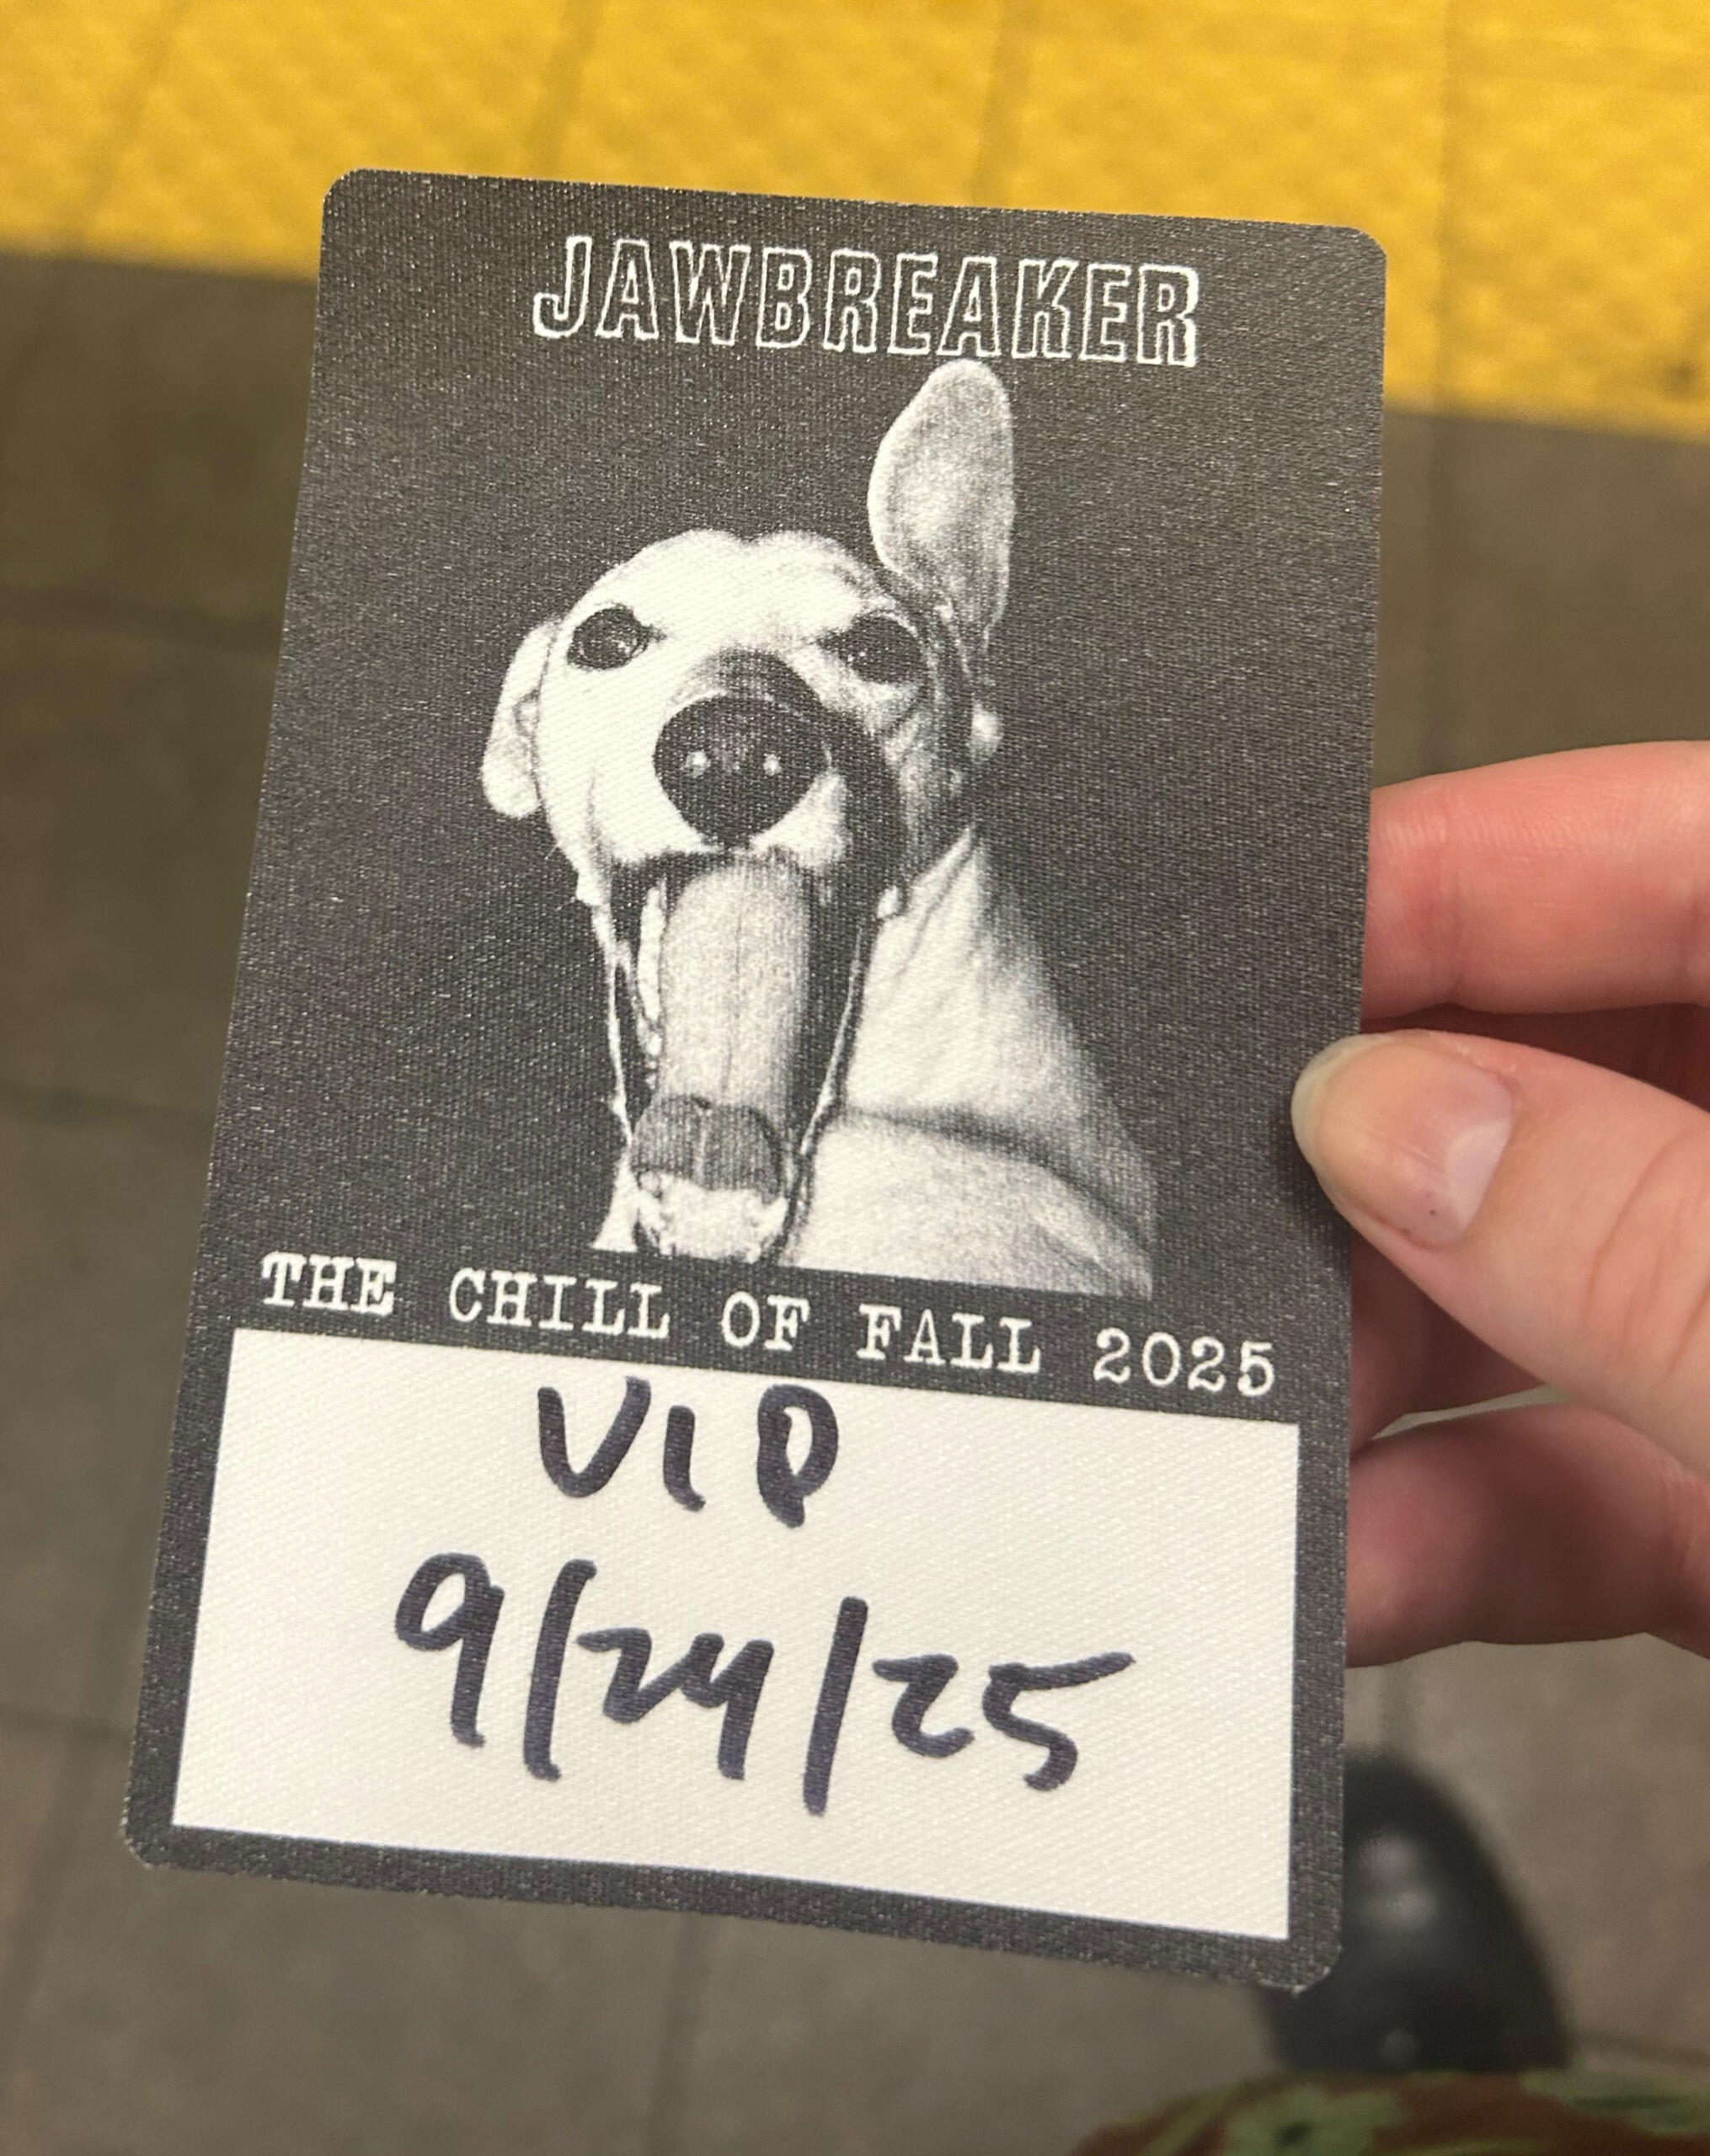 JAWBREAKER
THE CHILL OF FALL 2025
VIP
9/24/25